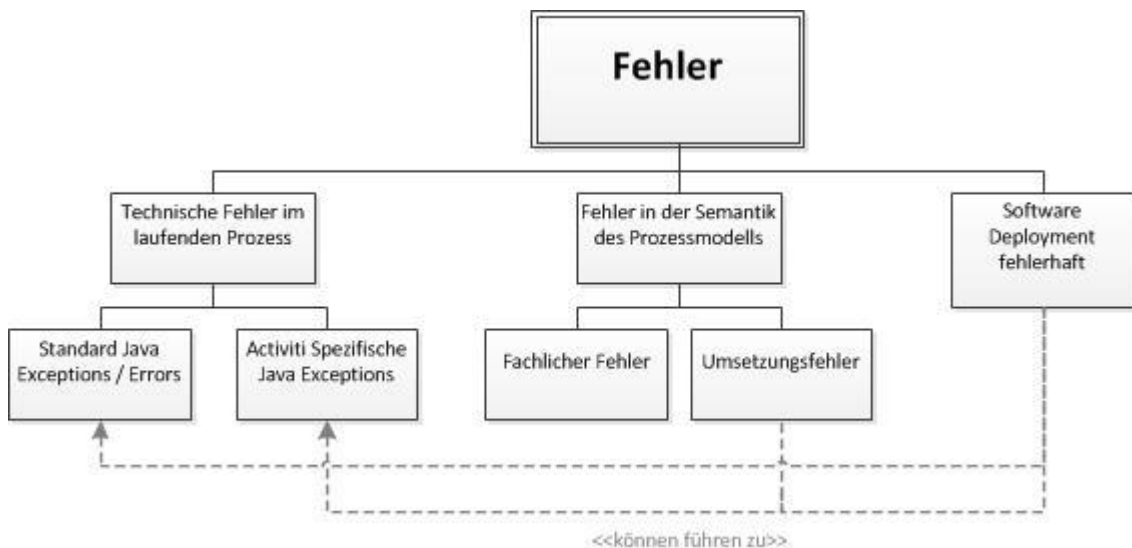 Fehler
Technische Fehler im
laufenden Prozess
Fehler in der Semantik
des Prozessmodells
Software
Deployment
fehlerhaft
Standard Java
Exceptions / Errors
Activiti Spezifische
Java Exceptions
Fachlicher Fehler
Umsetzungsfehler
<<können führen zu>>